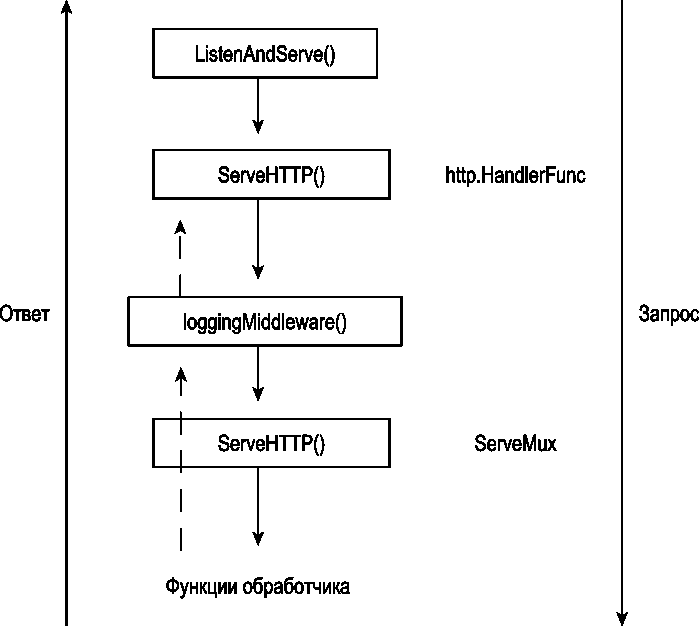 ListenAndServe()
ServeHTTP()
http.HandlerFunc
Ответ
loggingMiddleware()
Запрос
ServeHTTP()
ServeMux
Функции обработчика